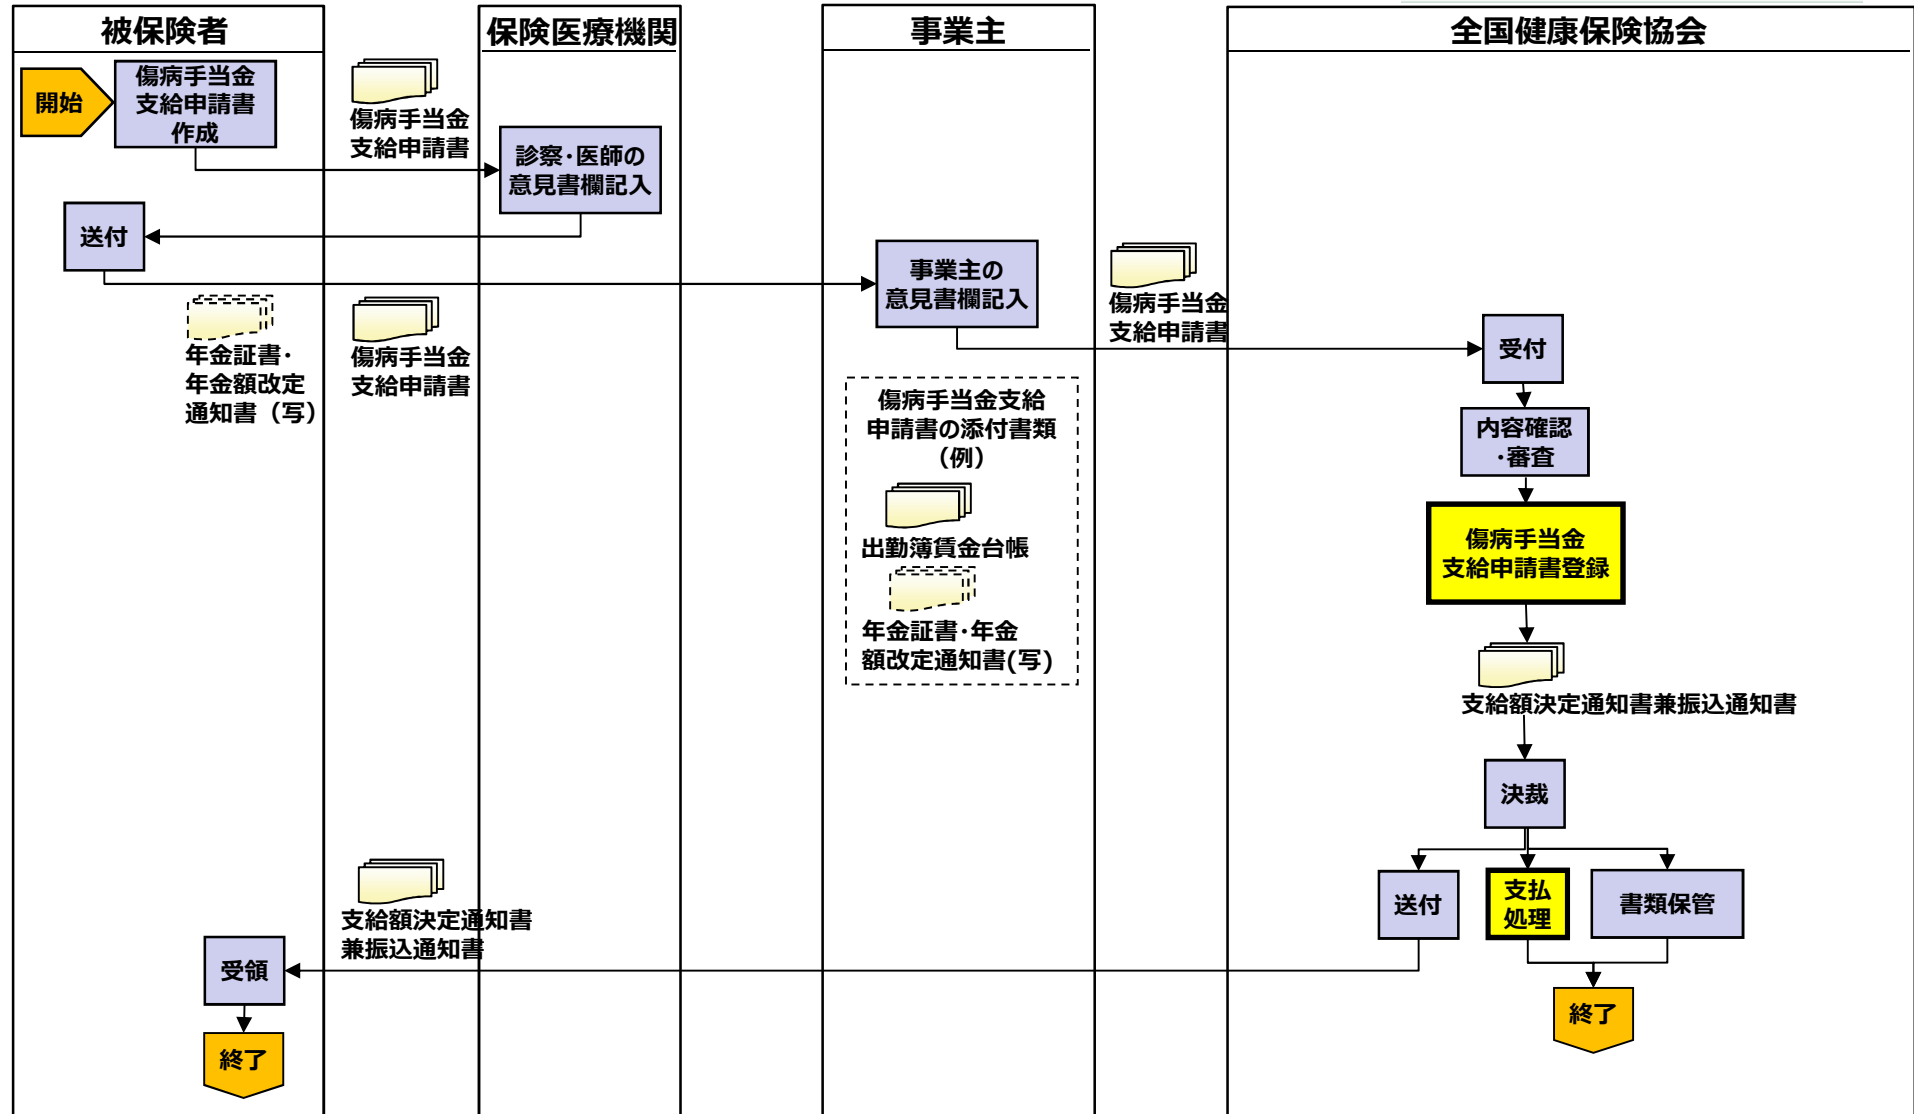 被保険者
保険医療機関
事業主
全国健康保険協会
開始
傷病手当金
支給申請書
作成
傷病手当金
支給申請書
診察・医師の
意見書欄記入
送付
事業主の
意見書欄記入
傷病手当金
支給申請書
年金証書・
年金額改定
通知書（写）
傷病手当金
支給申請書
受付
傷病手当金支給
申請書の添付書類
（例）
出勤簿賃金台帳
年金証書・年金
額改定通知書(写)
内容確認
・審査
傷病手当金
支給申請書登録
支給額決定通知書兼振込通知書
決裁
送付
支払
処理
書類保管
支給額決定通知書
兼振込通知書
受領
終了
終了